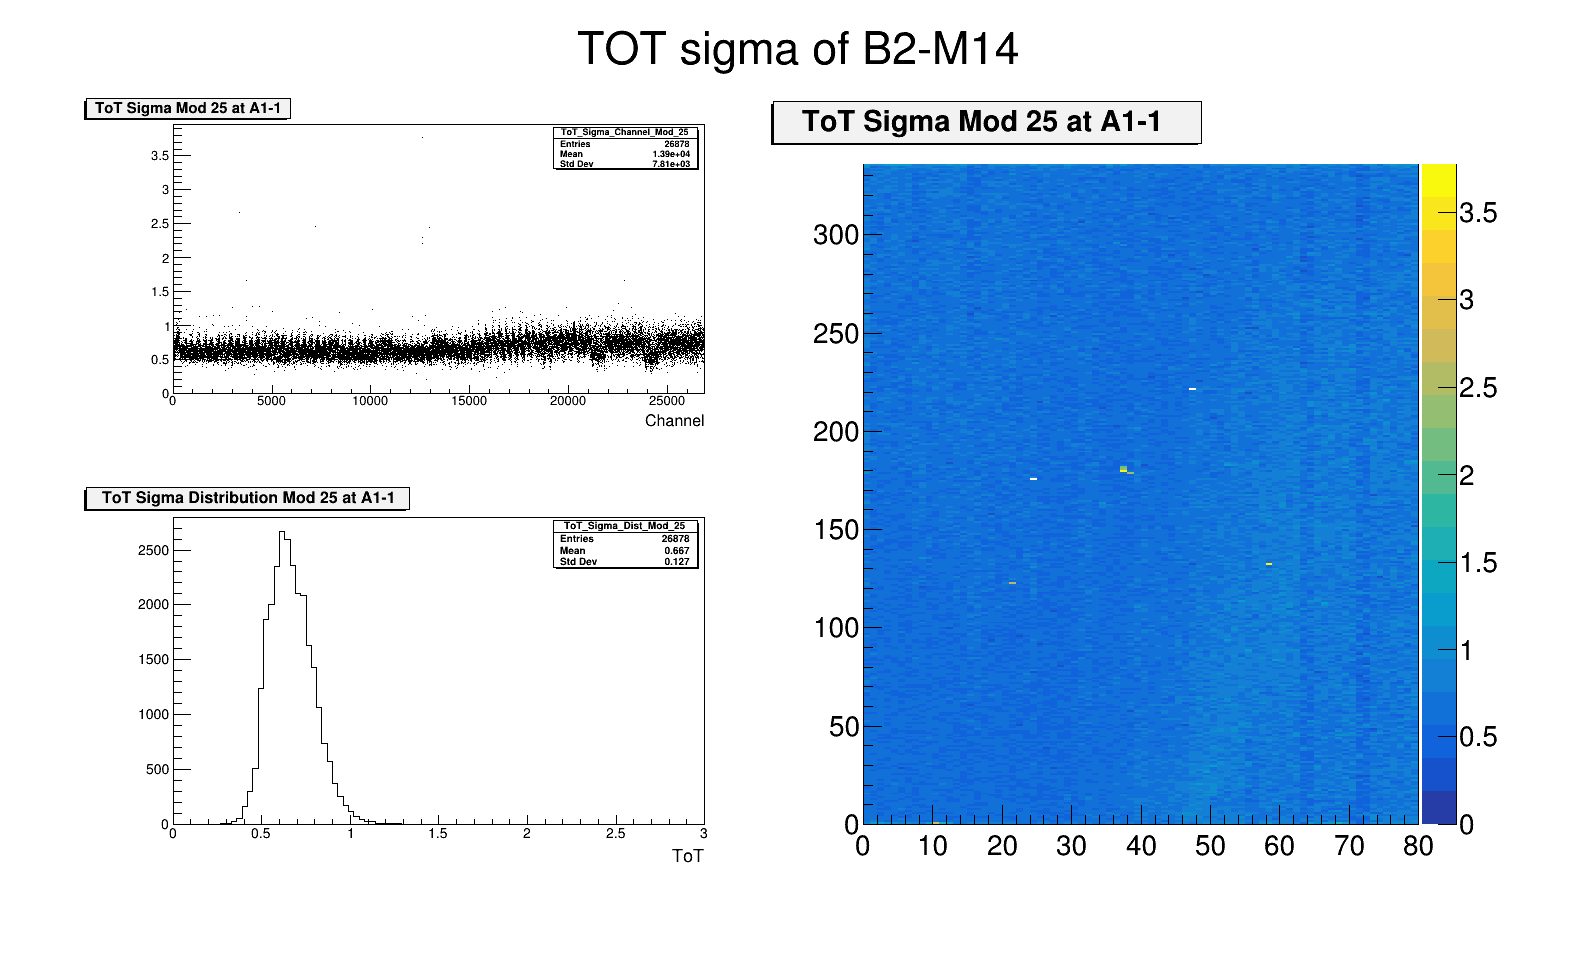 TOT sigma of B2-M14
ToT Sigma Mod 25 at A1-1
ToT_Sigma_Channel_Mod_25
Entries 26878
Mean 1.39e+04
Std Dev 7.81e+03
3.5
3
2.5
2
1.5
1
0.5
0
0 5000 10000 15000 20000 25000
Channel
ToT Sigma Distribution Mod 25 at A1-1
ToT_Sigma_Dist_Mod_25
Entries 26878
Mean 0.667
Std Dev 0.127
2500
2000
1500
1000
500
0
0 0.5 1 1.5 2 2.5 3
ToT
ToT Sigma Mod 25 at A1-1
300
250
200
150
100
50
0
0 10 20 30 40 50 60 70 80
3.5
3
2.5
2
1.5
1
0.5
0